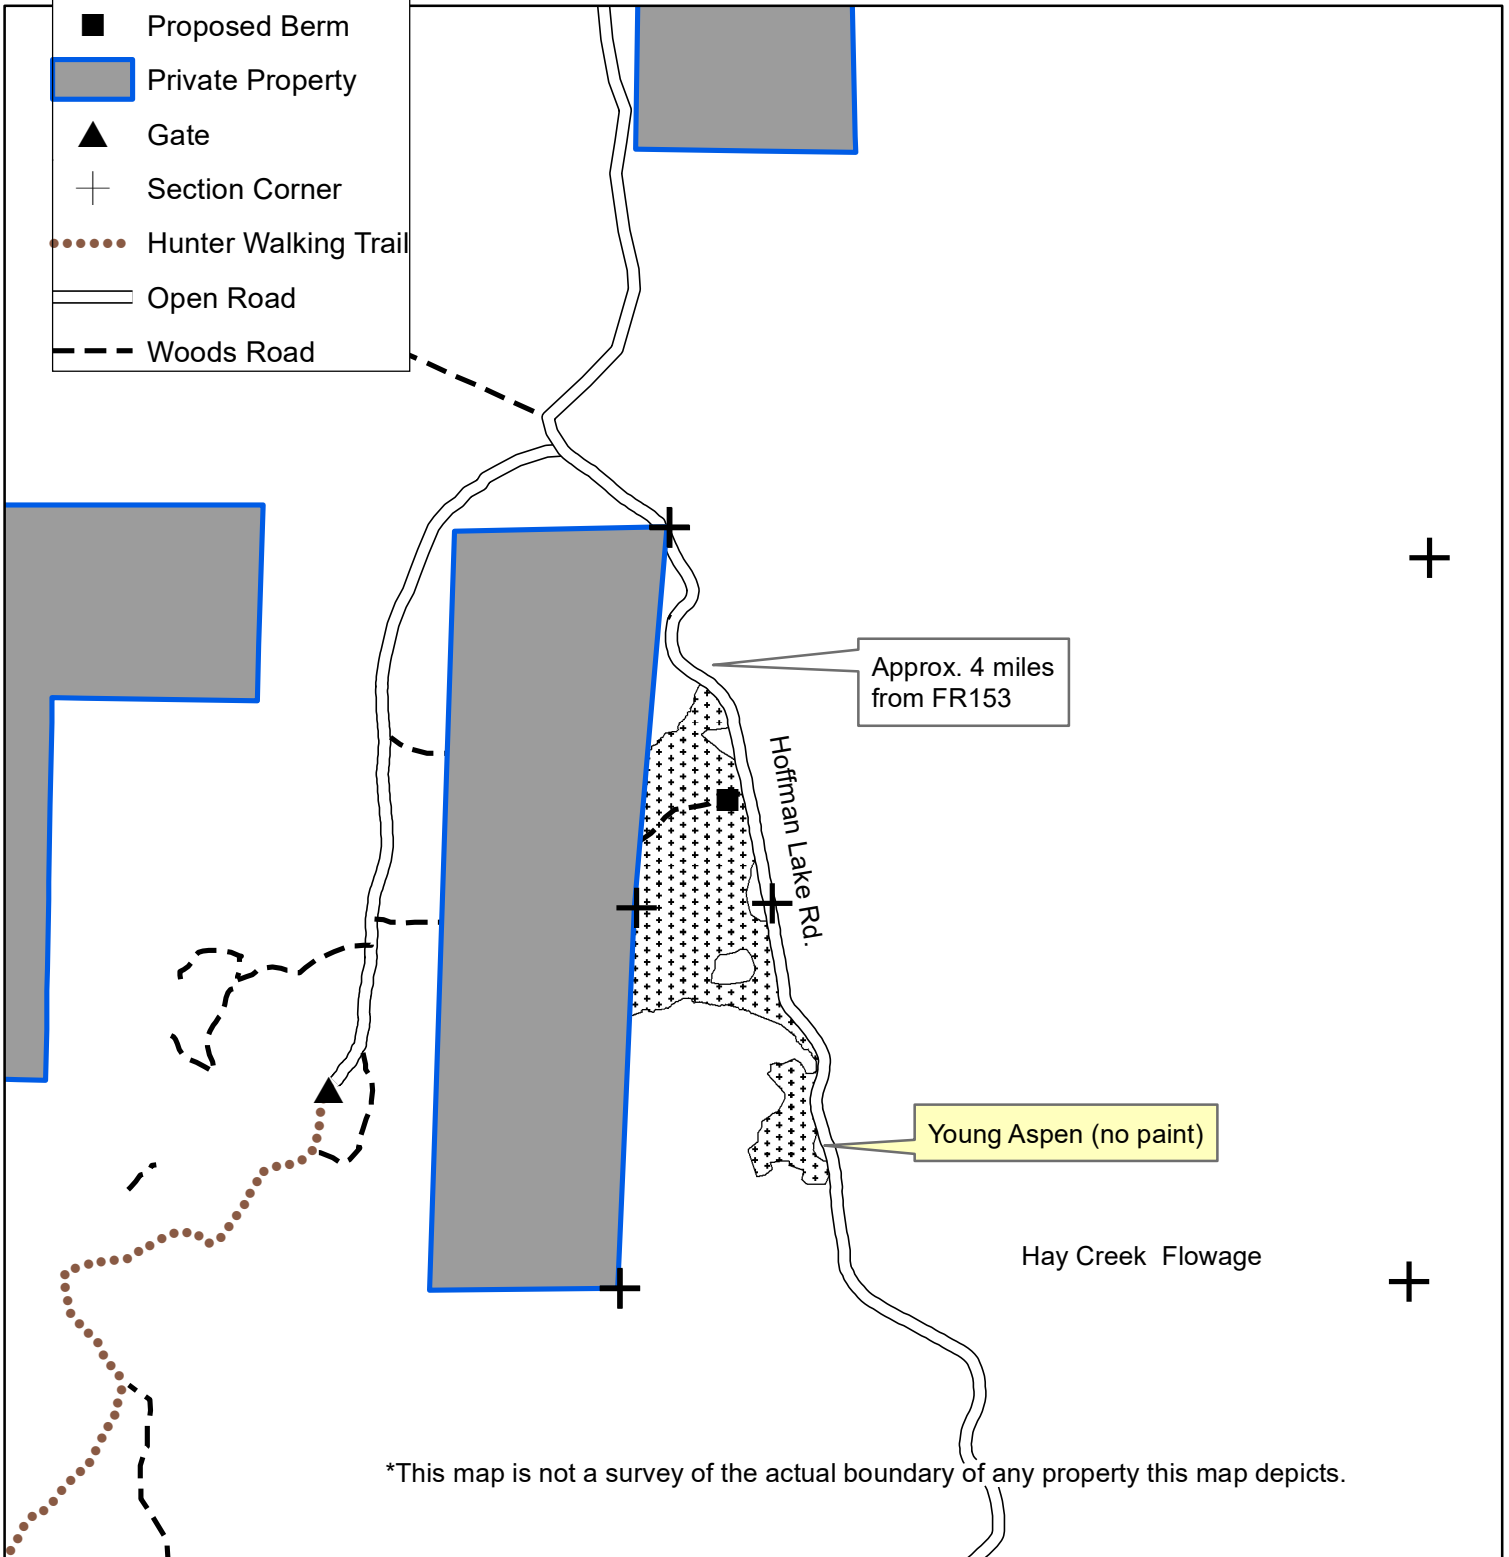 Proposed Berm
Private Property
Gate
Section Corner
Hunter Walking Trail
Open Road
Woods Road
Approx. 4 miles
from FR153
Hoffman Lake Rd.
Young Aspen (no paint)
Hay Creek  Flowage
*This map is not a survey of the actual boundary of any property this map depicts.